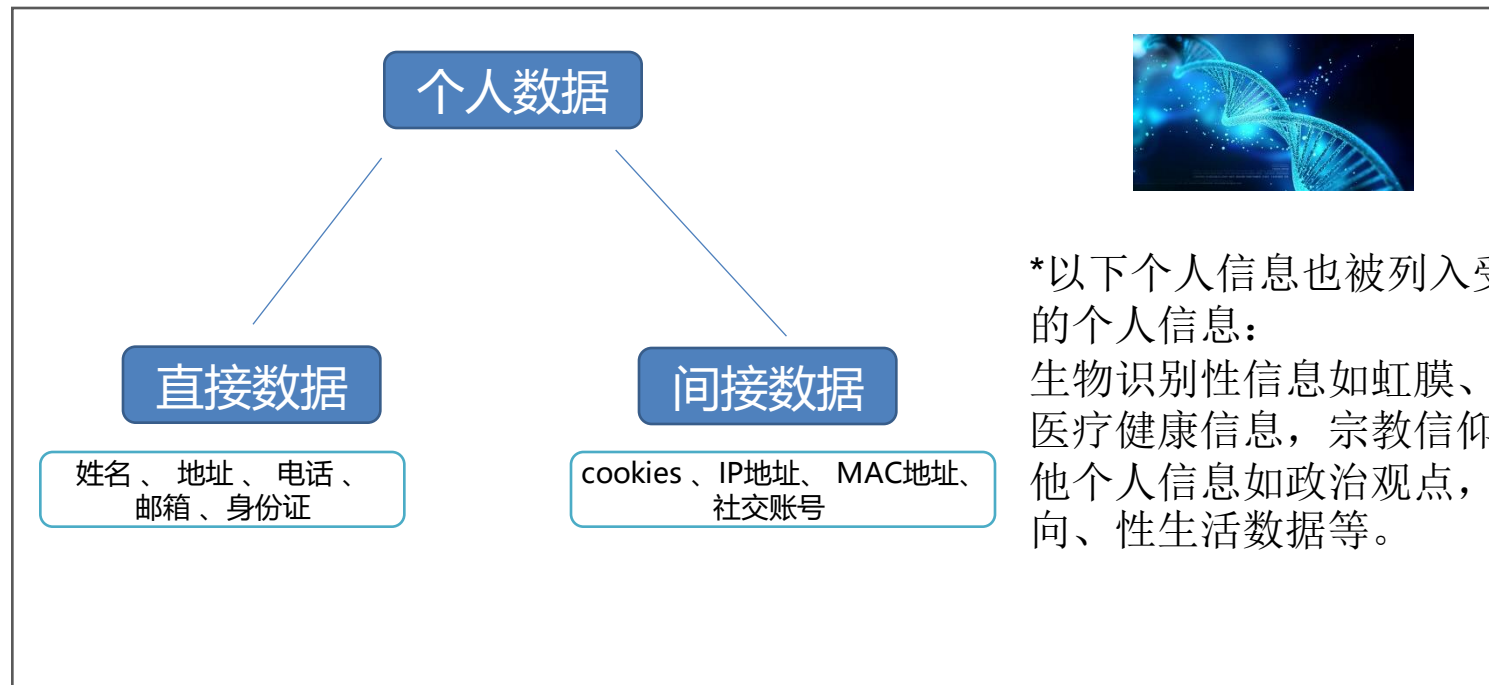 个人数据
直接数据
间接数据
姓名 、 地址 、 电话 、
邮箱 、身份证
cookies 、IP地址、 MAC地址、
社交账号
*以下个人信息也被列入受
的个人信息：
生物识别性信息如虹膜、
医疗健康信息，宗教信仰
他个人信息如政治观点，
向、性生活数据等。